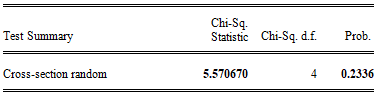 Chi-Sq.
Test Summary Statistic Chi-Sq. d.f. Prob.
Cross-section random 5.570670 4 0.2336